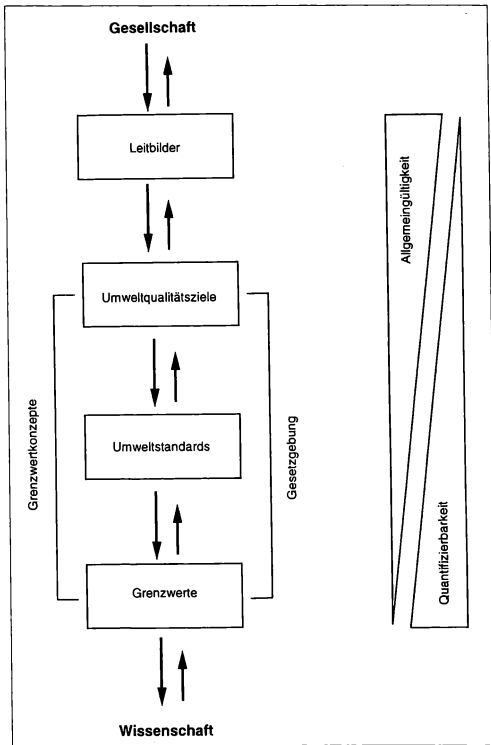 Gesellschaft
Leitbilder
Umweltqualitätsziele
Umweltstandards
Grenzwerte
Wissenschaft
Grenzwertkonzepte
Gesetzgebung
Allgemeingültigkeit
Quantifizierbarkeit